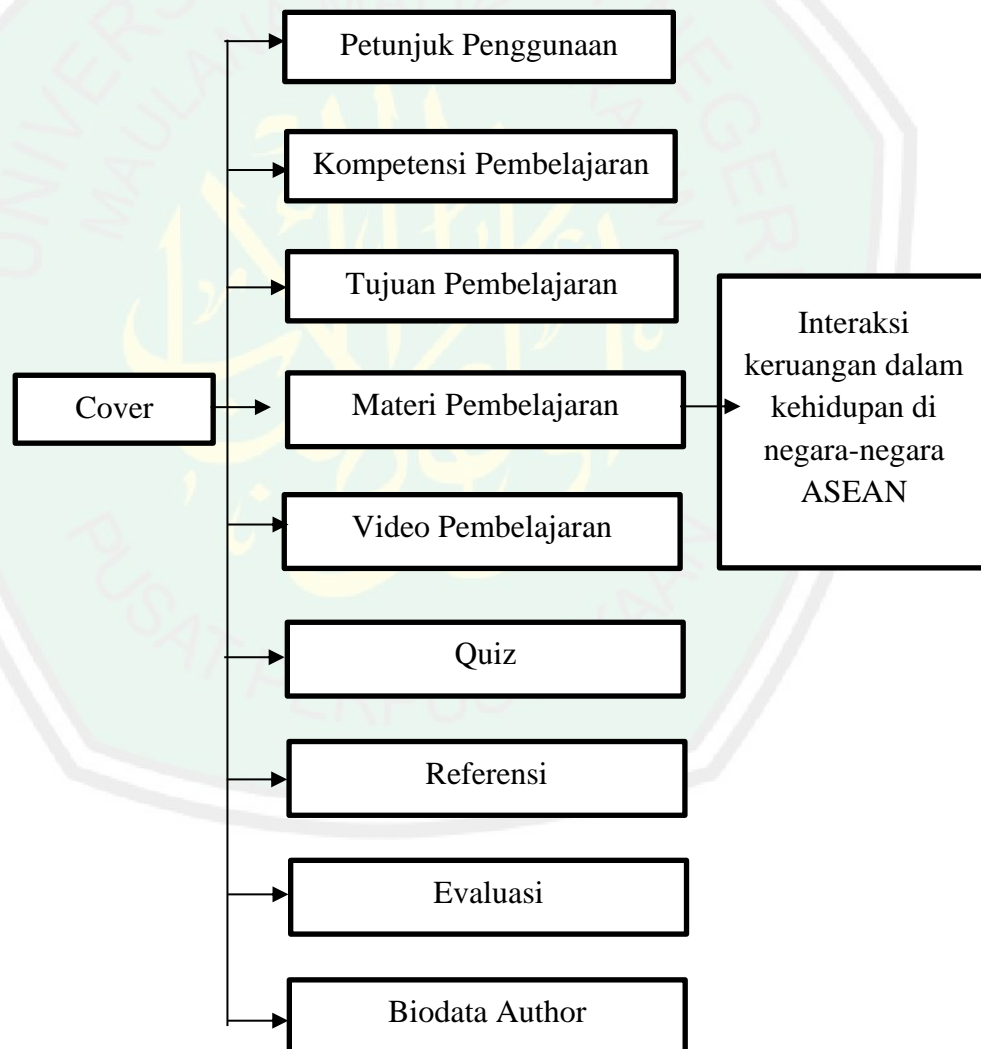 Petunjuk Penggunaan
Kompetensi Pembelajaran
Tujuan Pembelajaran
Cover
Materi Pembelajaran
Interaksi
keruangan dalam
kehidupan di
negara-negara
ASEAN
Video Pembelajaran
Quiz
Referensi
Evaluasi
Biodata Author